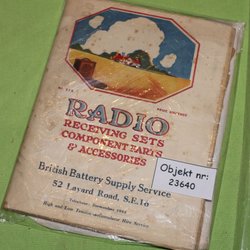 RADIO
RECEIVING SETS
COMPONENT PARTS
& ACCESSORIES
British Battery Supply Service
52 Layard Road, S.E.16
Objekt nr:
23640